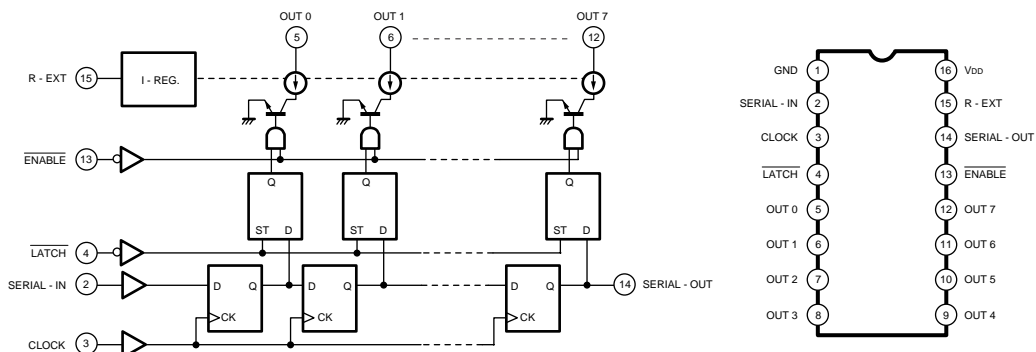 OUT 0
OUT 1
OUT 7
5
6
12
R - EXT 15
I - REG.
ENABLE 13
Q
Q
Q
ST D
ST D
ST D
LATCH 4
SERIAL - IN 2
D Q
D Q
D Q
14 SERIAL - OUT
CK
CK
CK
CLOCK 3
GND 1
16 VDD
SERIAL - IN 2
15 R - EXT
CLOCK 3
14 SERIAL - OUT
LATCH 4
13 ENABLE
OUT 0 5
12 OUT 7
OUT 1 6
11 OUT 6
OUT 2 7
10 OUT 5
OUT 3 8
9 OUT 4